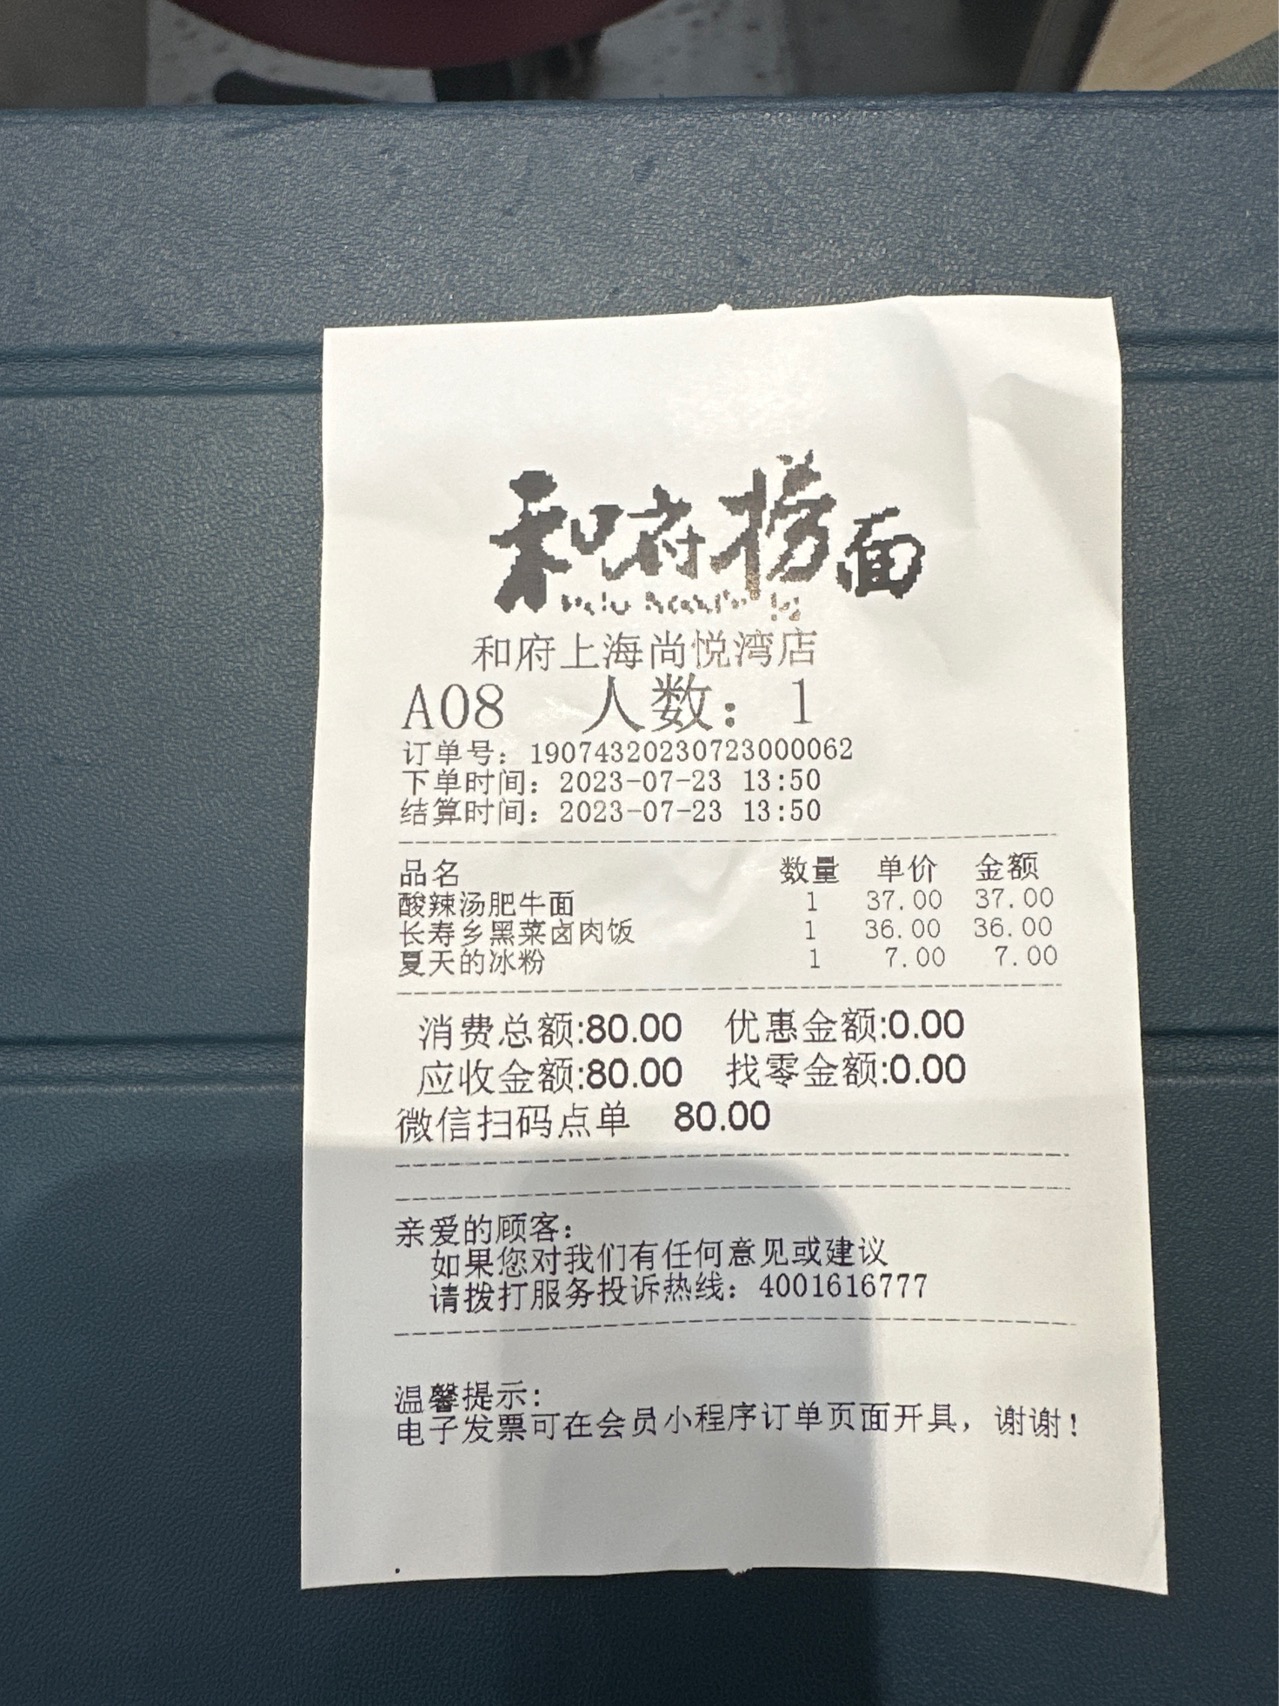 和府捞面
和府上海尚悦湾店
A08 人数: 1
订单号: 19074320230723000062
下单时间: 2023-07-23 13:50
结算时间: 2023-07-23 13:50
品名 数量 单价 金额
酸辣汤肥牛面 1 37.00 37.00
长寿乡黑菜卤肉饭 1 36.00 36.00
夏天的冰粉 1 7.00 7.00
消费总额:80.00 优惠金额:0.00
应收金额:80.00 找零金额:0.00
微信扫码点单 80.00
亲爱的顾客:
如果您对我们有任何意见或建议
请拨打服务投诉热线: 4001616777
温馨提示:
电子发票可在会员小程序订单页面开具，谢谢!